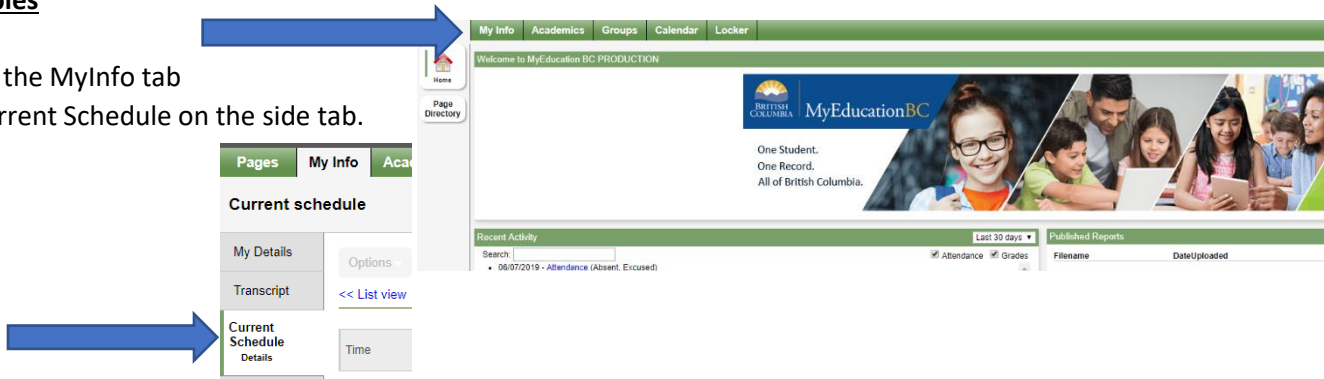 the MyInfo tab
rrent Schedule on the side tab.
My Info Academics Groups Calendar Locker
Home
Page Directory
Welcome to MyEducation BC PRODUCTION
BRITISH COLUMBIA MyEducationBC
One Student.
One Record.
All of British Columbia.
Recent Activity Last 30 days
Search: Attendance Grades
06/07/2019 - Attendance (Absent, Excused)
Published Reports
Filename DateUploaded
Pages My Info Aca
Current schedule
My Details
Transcript
Current
Schedule
Details
Options
<< List view
Time